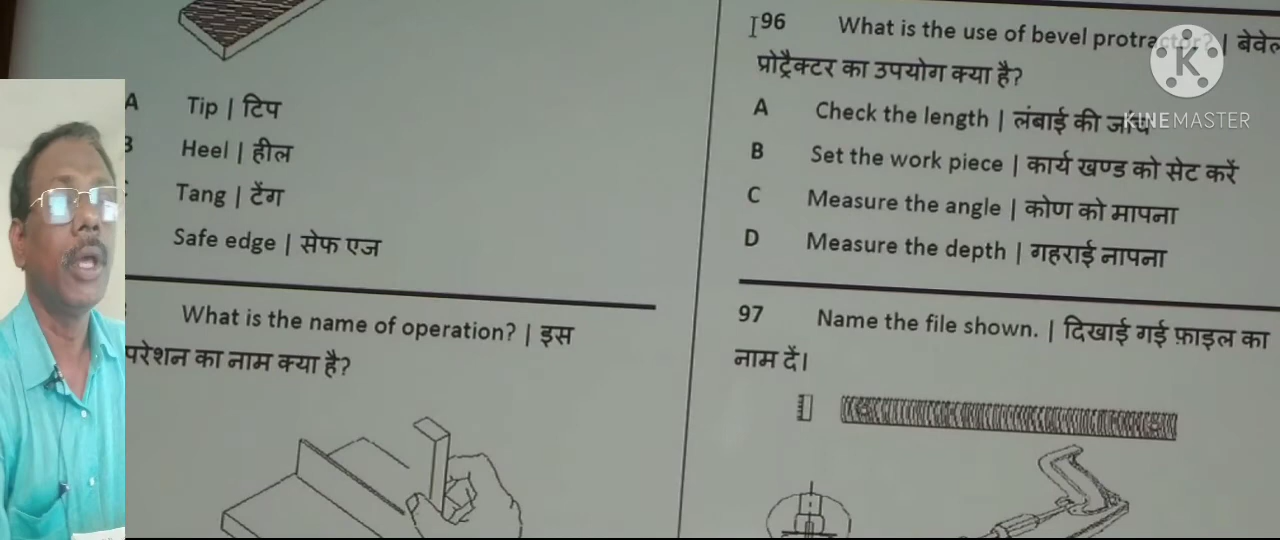 A Tip | टिप
B Heel | हील
Tang | टेंग
Safe edge | सेफ एज
What is the name of operation? | इस
परेशन का नाम क्या है?
96 What is the use of bevel protractor? | बेवेल
प्रोट्रैक्टर का उपयोग क्या है?
A Check the length | लंबाई की जांच
B Set the work piece | कार्य खण्ड को सेट करें
C Measure the angle | कोण को मापना
D Measure the depth | गहराई नापना
97 Name the file shown. | दिखाई गई फ़ाइल का
नाम दें।
K
KINEMASTER